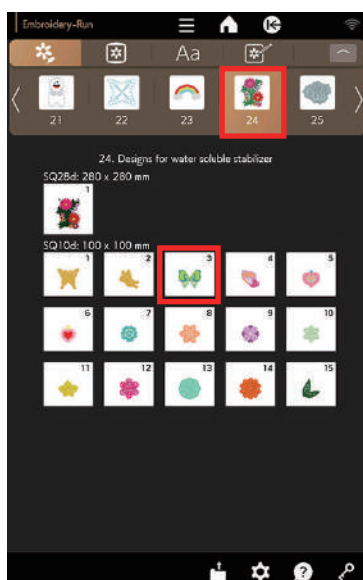 Embroidery-Run
Aa
21 22 23 24 25
24. Designs for water soluble stabilizer
SQ28d: 280 x 280 mm
1
SQ10d: 100 x 100 mm
1 2 3 4 5
6 7 8 9 10
11 12 13 14 15
?